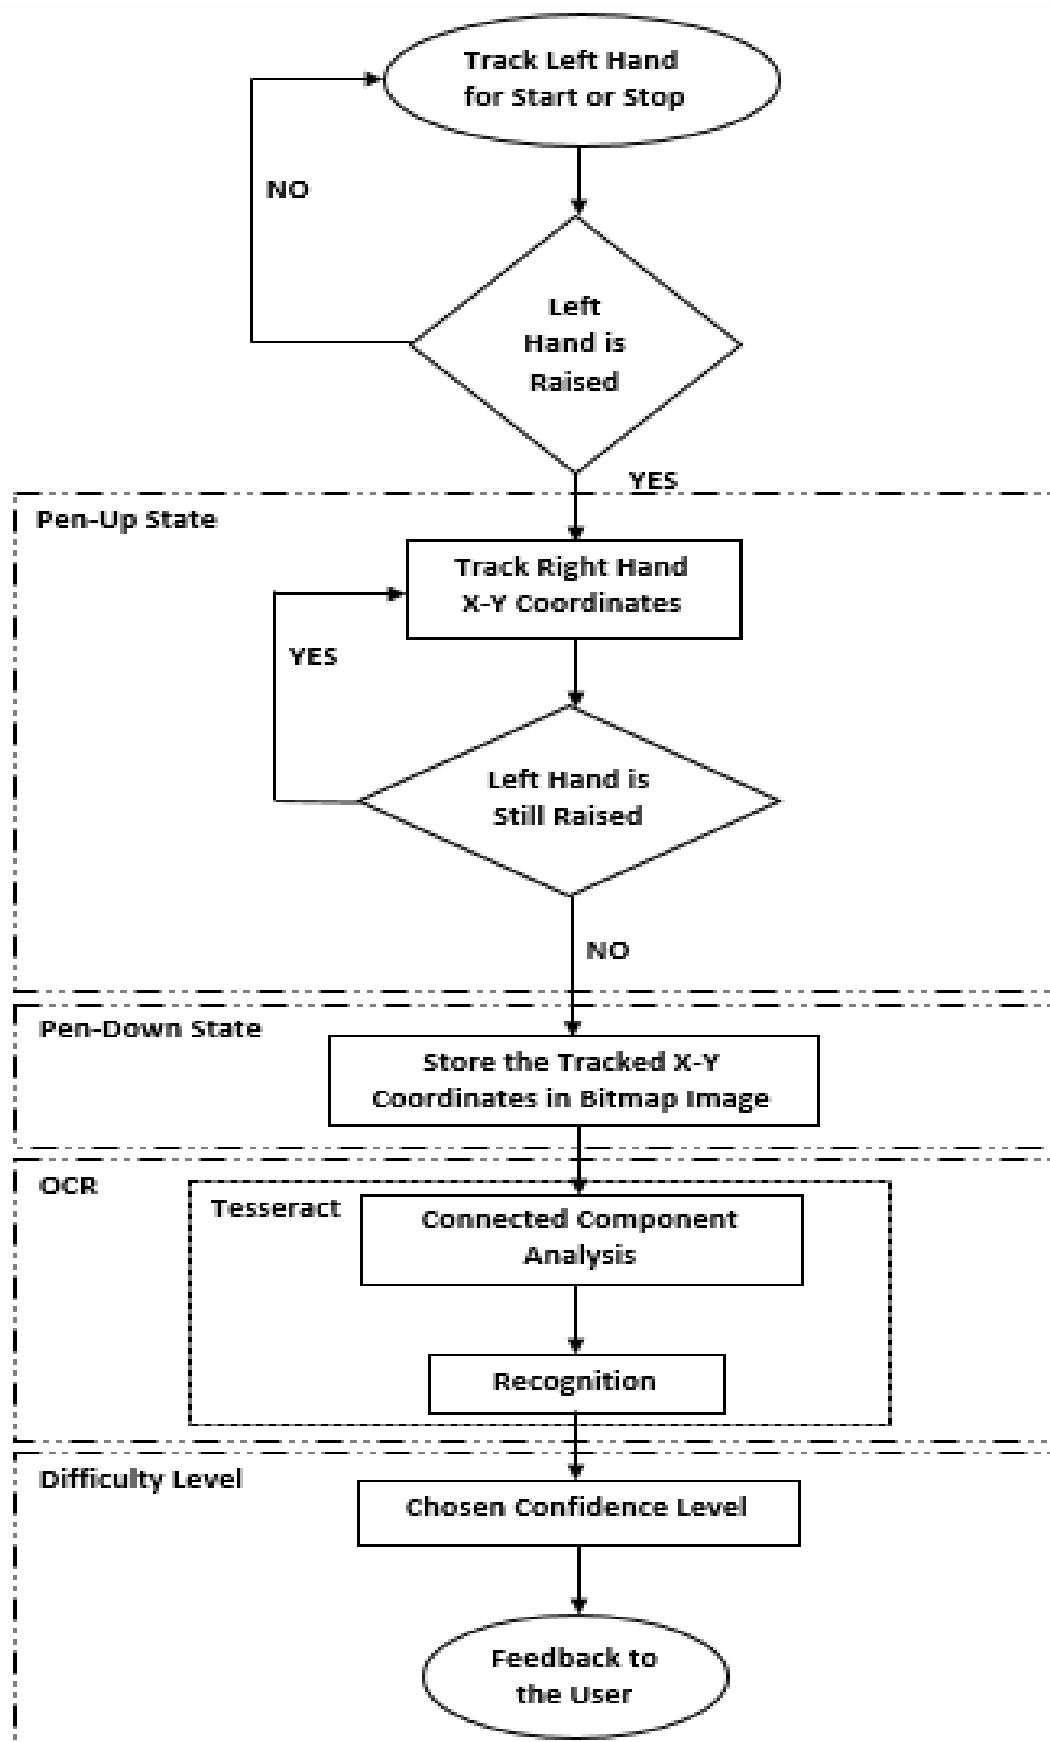 Track Left Hand
for Start or Stop
NO
Left
Hand is
Raised
YES
Pen-Up State
Track Right Hand
X-Y Coordinates
YES
Left Hand is
Still Raised
NO
Pen-Down State
Store the Tracked X-Y
Coordinates in Bitmap Image
OCR
Tesseract
Connected Component
Analysis
Recognition
Difficulty Level
Chosen Confidence Level
Feedback to
the User